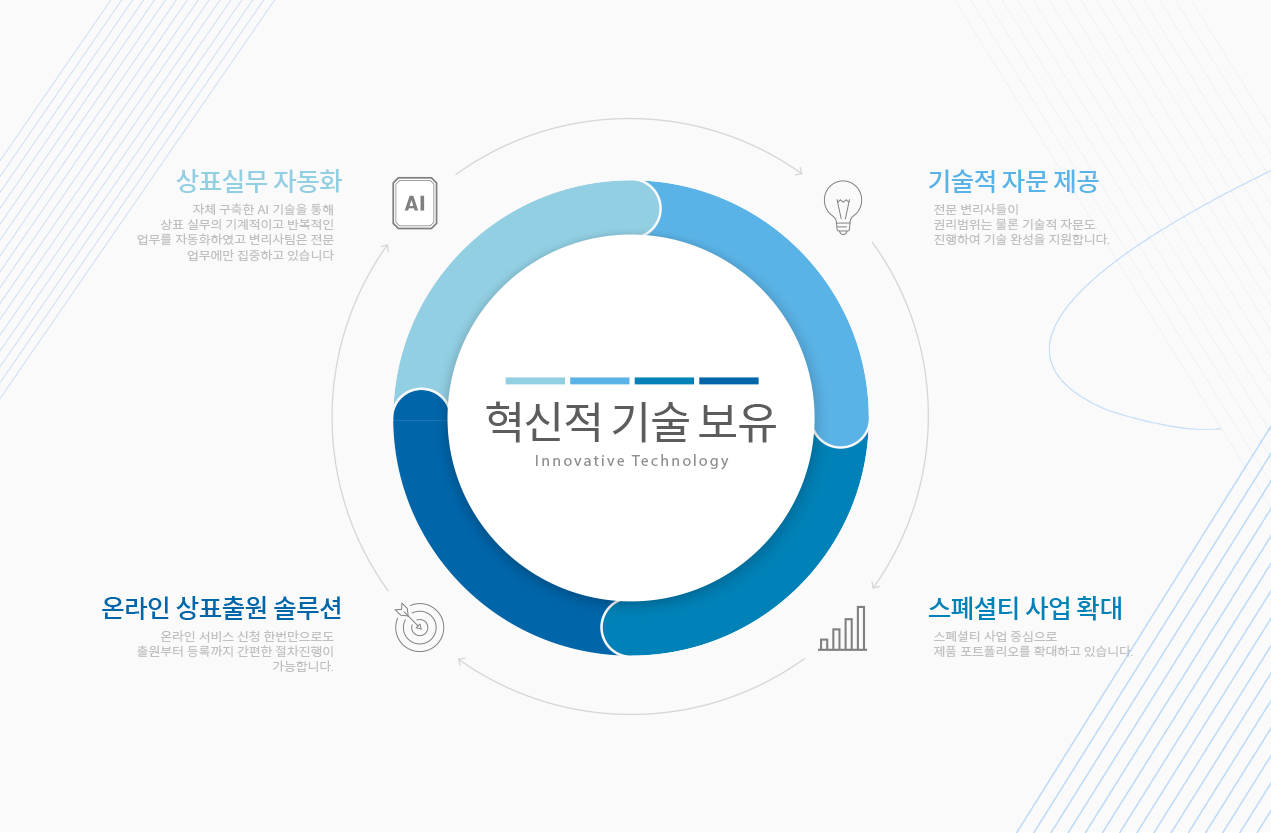 상표실무 자동화
자체 구축한 AI 기술을 통해
상표 실무의 기계적이고 반복적인
업무를 자동화하였고 변리사팀은 전문
업무에만 집중하고 있습니다
AI
기술적 자문 제공
전문 변리사들이
권리범위는 물론 기술적 자문도
진행하여 기술 완성을 지원합니다.
혁신적 기술 보유
Innovative Technology
온라인 상표출원 솔루션
온라인 서비스 신청 한번만으로도
출원부터 등록까지 간편한 절차진행이
가능합니다.
스페셜티 사업 확대
스페셜티 사업 중심으로
제품 포트폴리오를 확대하고 있습니다.